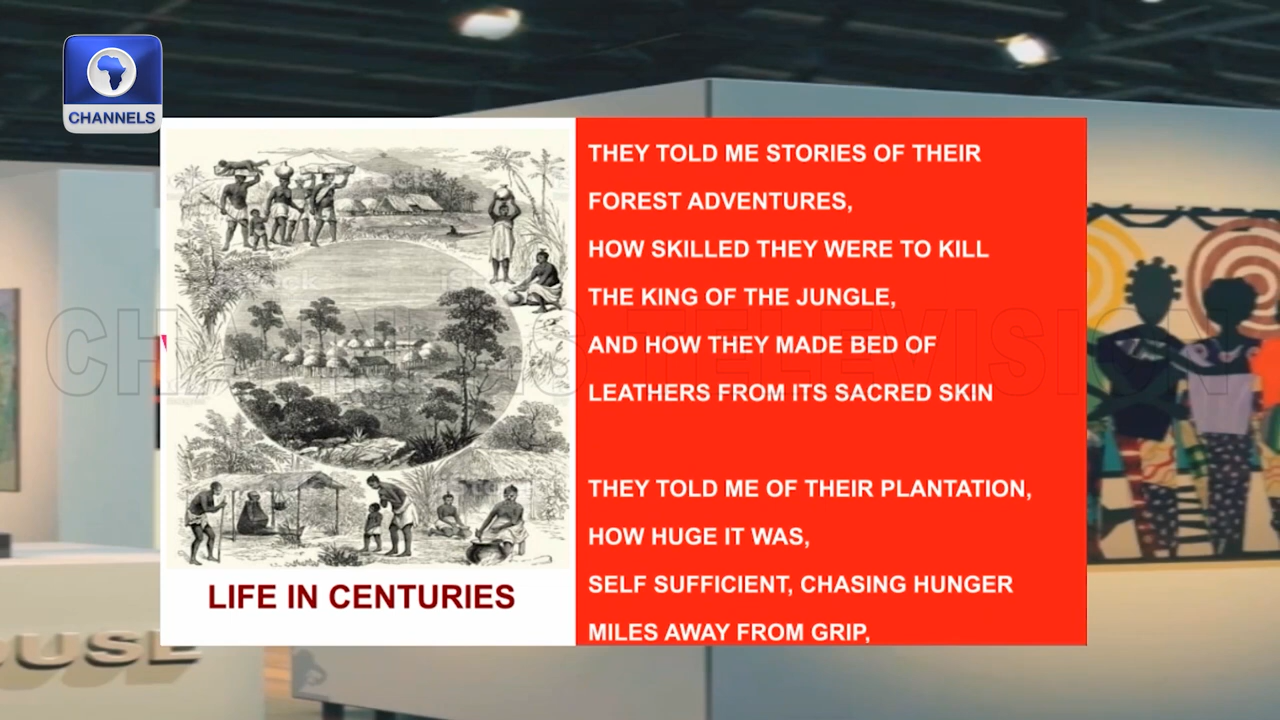 CHANNELS
THEY TOLD ME STORIES OF THEIR
FOREST ADVENTURES,
HOW SKILLED THEY WERE TO KILL
THE KING OF THE JUNGLE,
AND HOW THEY MADE BED OF
LEATHERS FROM ITS SACRED SKIN
THEY TOLD ME OF THEIR PLANTATION,
HOW HUGE IT WAS,
SELF SUFFICIENT, CHASING HUNGER
MILES AWAY FROM GRIP,
LIFE IN CENTURIES
CHANNELS TELEVISION